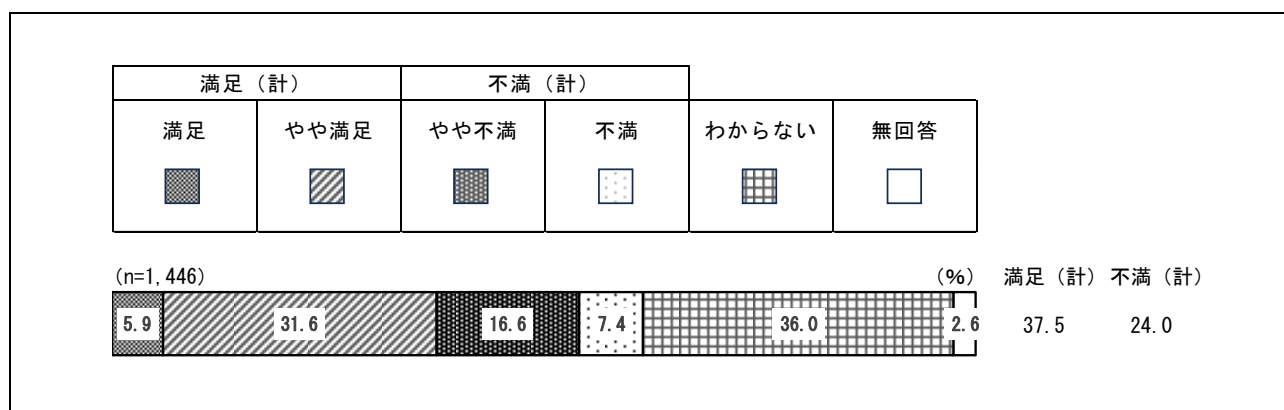 満足（計） 不満（計）
満足 やや満足 やや不満 不満 わからない 無回答
(n=1,446) (%) 満足（計） 不満（計）
5.9 31.6 16.6 7.4 36.0 2.6 37.5 24.0